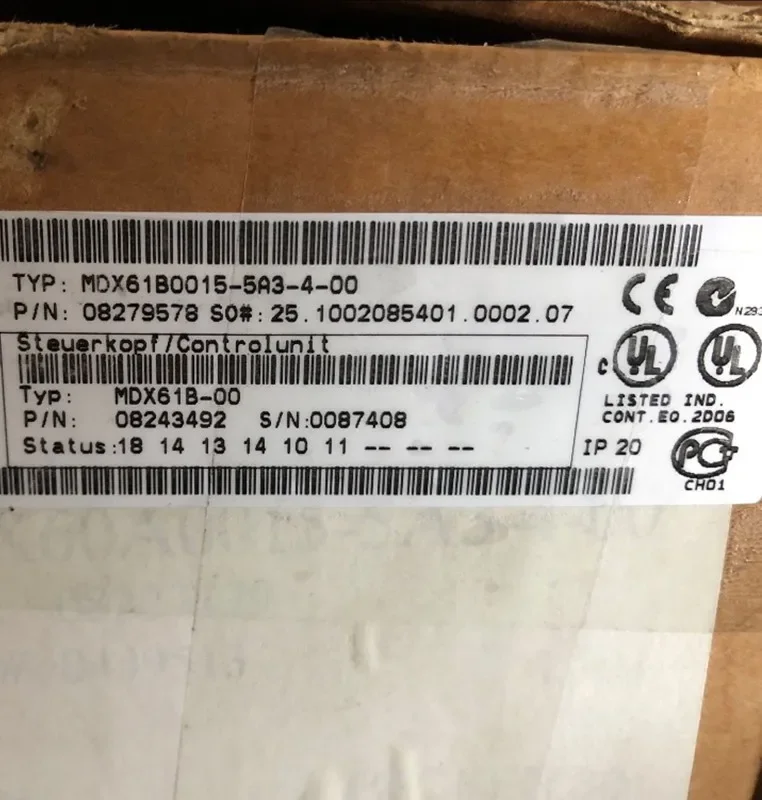 TYP: MDX61B0015-5A3-4-00
P/N: 08279578 SO#: 25.1002085401.0002.07
Steuerkopf/Controlunit
Typ: MDX61B-00
P/N: 08243492 S/N:0087408
Status:18 14 13 14 10 11 -- -- --
CE
N293
C UL UL
LISTED IND.
CONT.EQ.2D06
IP 20
PC
CH01